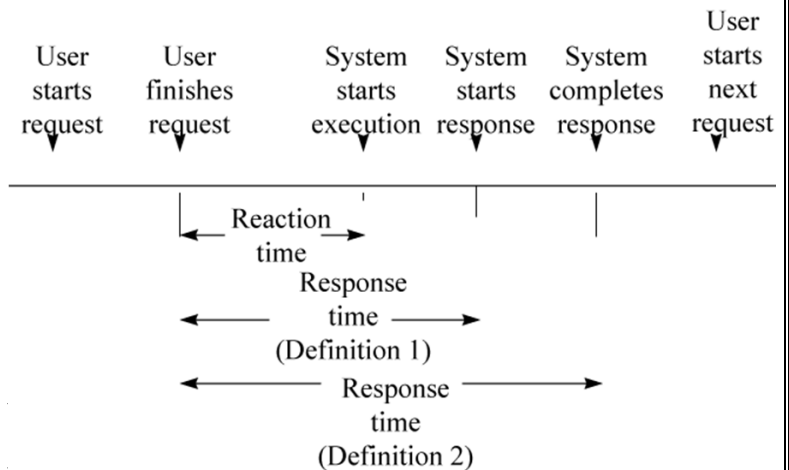 User
starts
request
User
finishes
request
System
starts
execution
System
starts
response
System
completes
response
User
starts
next
request
Reaction
time
Response
time
(Definition 1)
Response
time
(Definition 2)